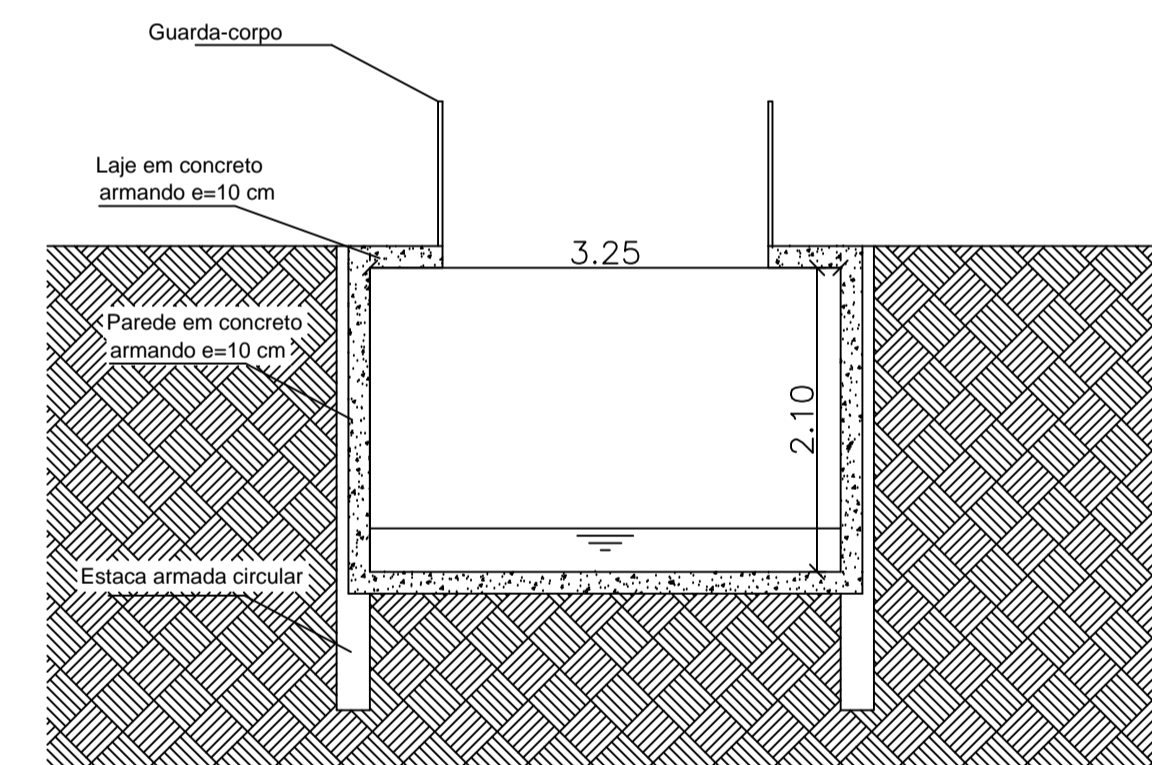 Guarda-corpo
Laje em concreto
armando e=10 cm
3.25
Parede em concreto
armando e=10 cm
2.10
Estaca armada circular